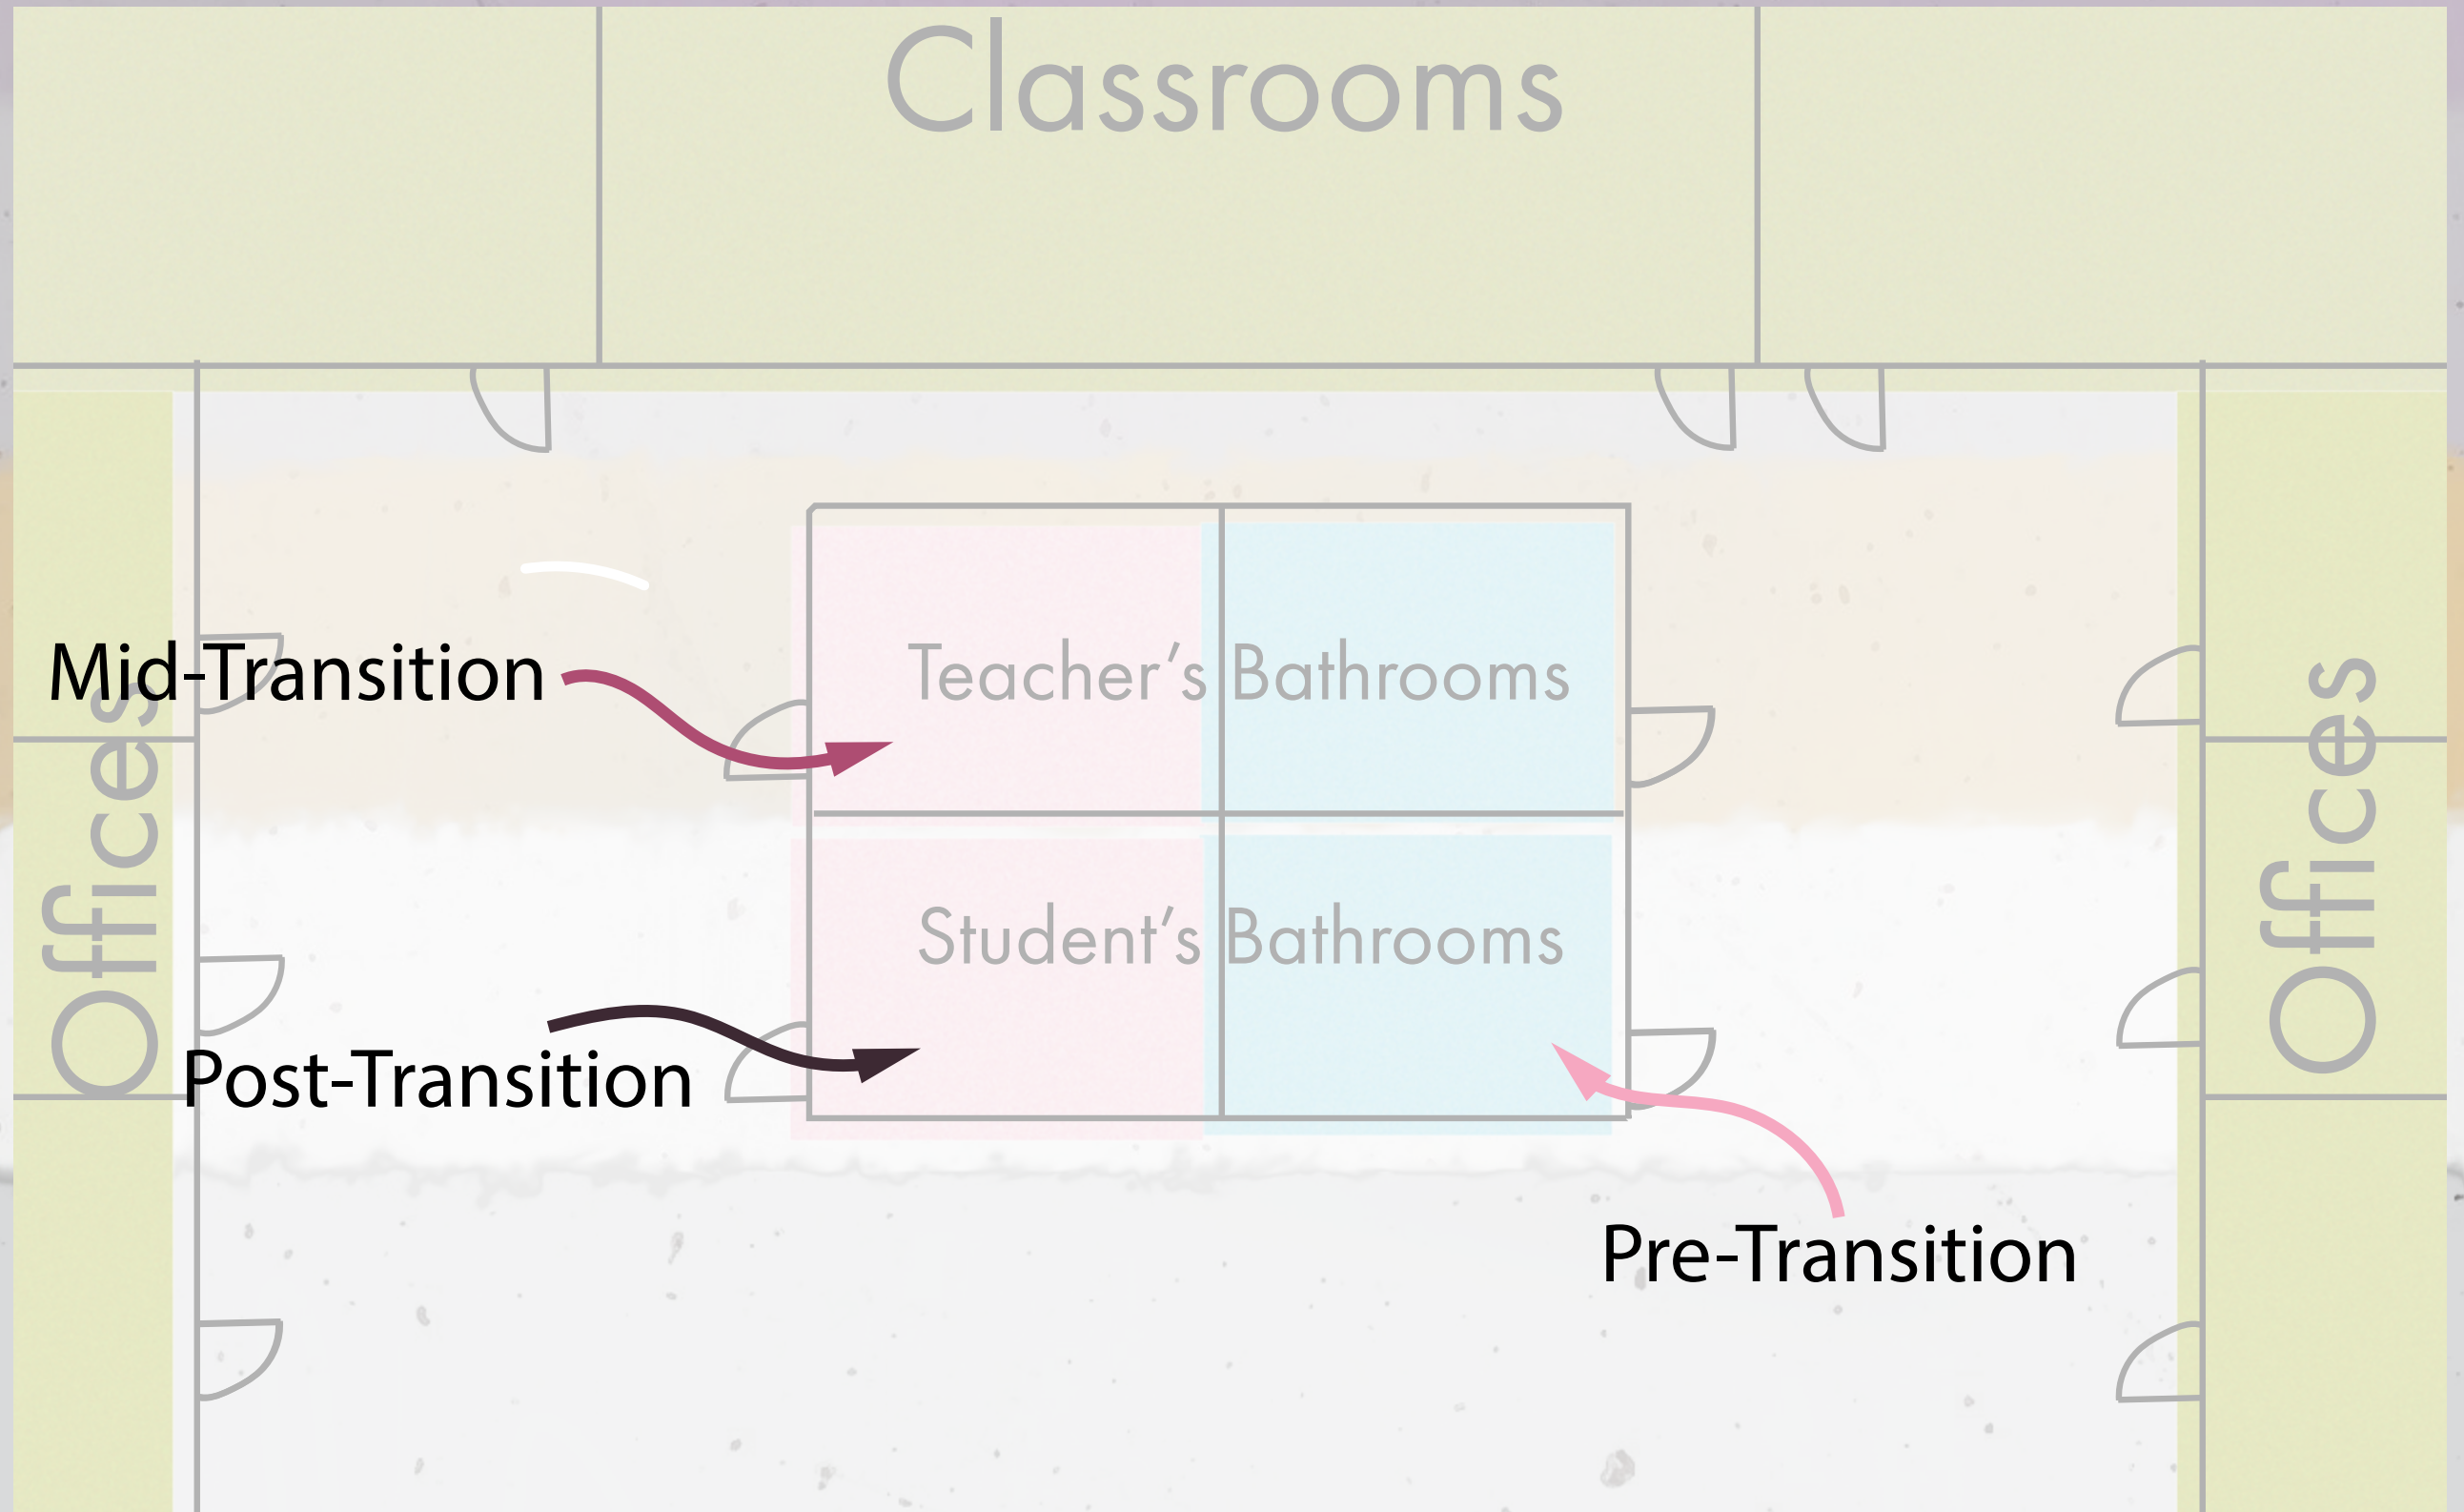 Classrooms
Mid-Transition
Teacher's Bathrooms
Offices
Offices
Student's Bathrooms
Post-Transition
Pre-Transition